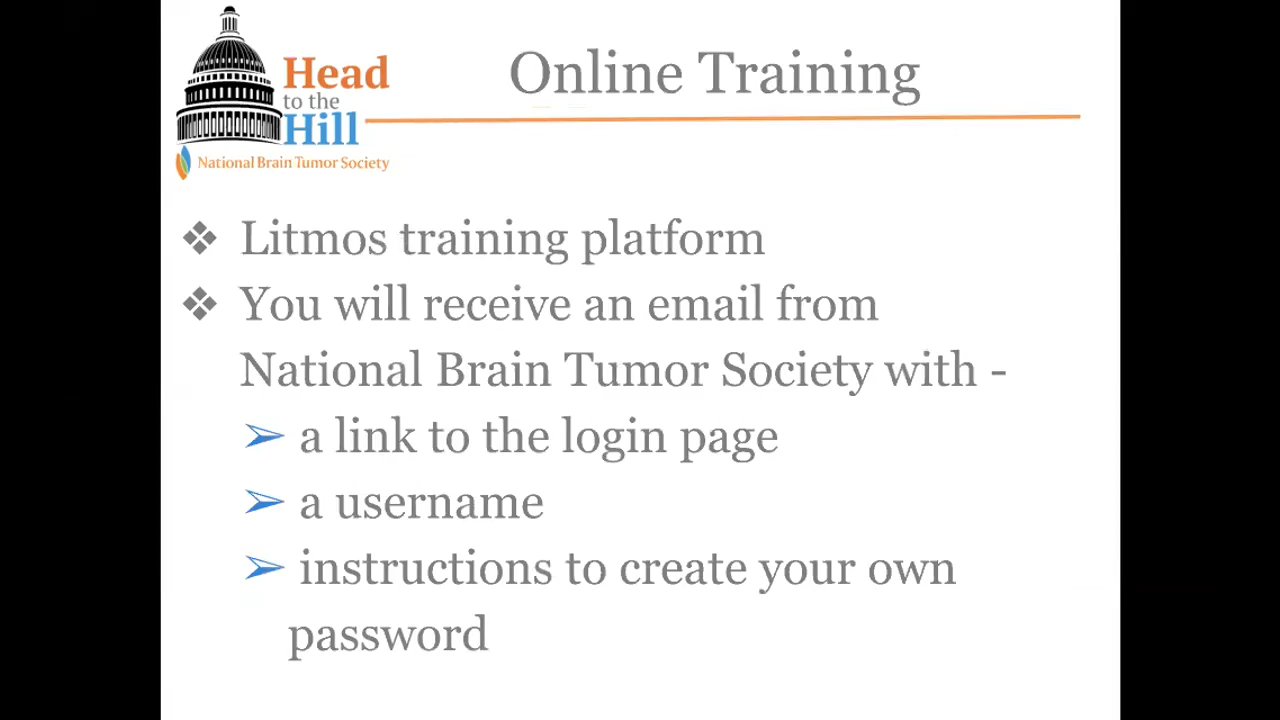 Head
to the
Hill
National Brain Tumor Society
Online Training
❖ Litmos training platform
❖ You will receive an email from
National Brain Tumor Society with -
➢ a link to the login page
➢ a username
➢ instructions to create your own
password